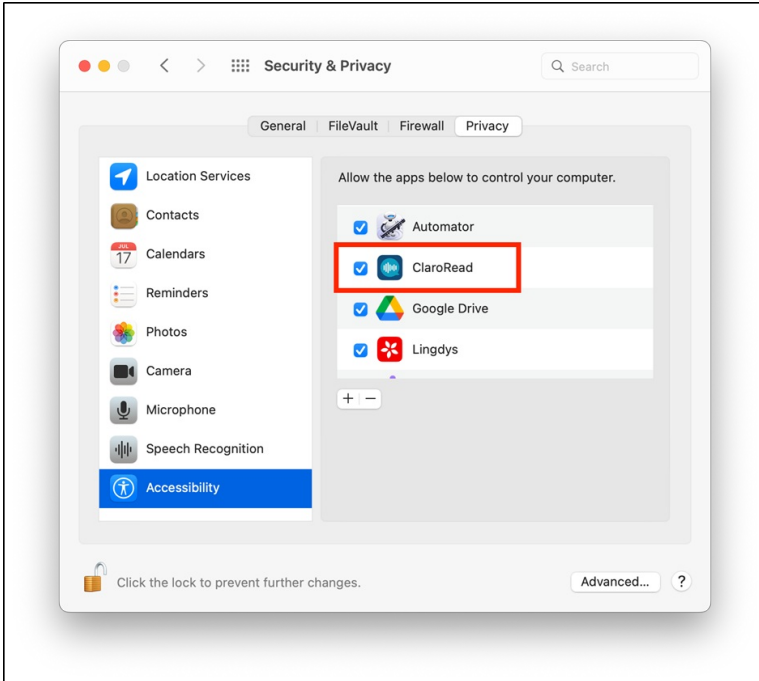 Security & Privacy
Search
General
FileVault
Firewall
Privacy
Location Services
Contacts
JUL
17
Calendars
Reminders
Photos
Camera
Microphone
Speech Recognition
Accessibility
Allow the apps below to control your computer.
Automator
ClaroRead
Google Drive
Lingdys
+ −
Click the lock to prevent further changes.
Advanced...
?